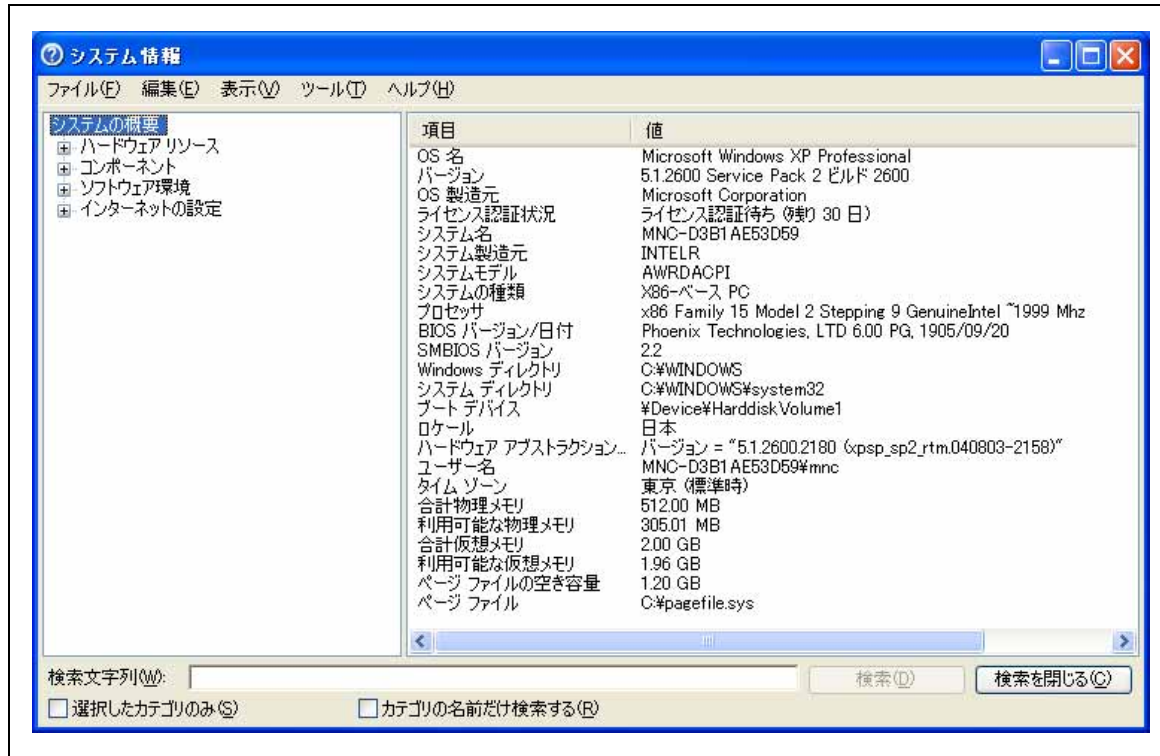 システム情報
ファイル(F) 編集(E) 表示(V) ツール(T) ヘルプ(H)
システムの概要
ハードウェア リソース
コンポーネント
ソフトウェア環境
インターネットの設定
項目 値
OS 名 Microsoft Windows XP Professional
バージョン 5.1.2600 Service Pack 2 ビルド 2600
OS 製造元 Microsoft Corporation
ライセンス認証状況 ライセンス認証待ち (残り 30 日)
システム名 MNC-D3B1AE53D59
システム製造元 INTELR
システムモデル AWRDACPI
システムの種類 X86-ベース PC
プロセッサ x86 Family 15 Model 2 Stepping 9 GenuineIntel ~1999 Mhz
BIOS バージョン/日付 Phoenix Technologies, LTD 6.00 PG, 1905/09/20
SMBIOS バージョン 2.2
Windows ディレクトリ C:¥WINDOWS
システム ディレクトリ C:¥WINDOWS¥system32
ブート デバイス ¥Device¥HarddiskVolume1
ロケール 日本
ハードウェア アブストラクション... バージョン = "5.1.2600.2180 (xpsp_sp2_rtm.040803-2158)"
ユーザー名 MNC-D3B1AE53D59¥mnc
タイム ゾーン 東京 (標準時)
合計物理メモリ 512.00 MB
利用可能な物理メモリ 305.01 MB
合計仮想メモリ 2.00 GB
利用可能な仮想メモリ 1.96 GB
ページ ファイルの空き容量 1.20 GB
ページ ファイル C:¥pagefile.sys
検索文字列(W): 検索(D) 検索を閉じる(C)
選択したカテゴリのみ(S) カテゴリの名前だけ検索する(R)